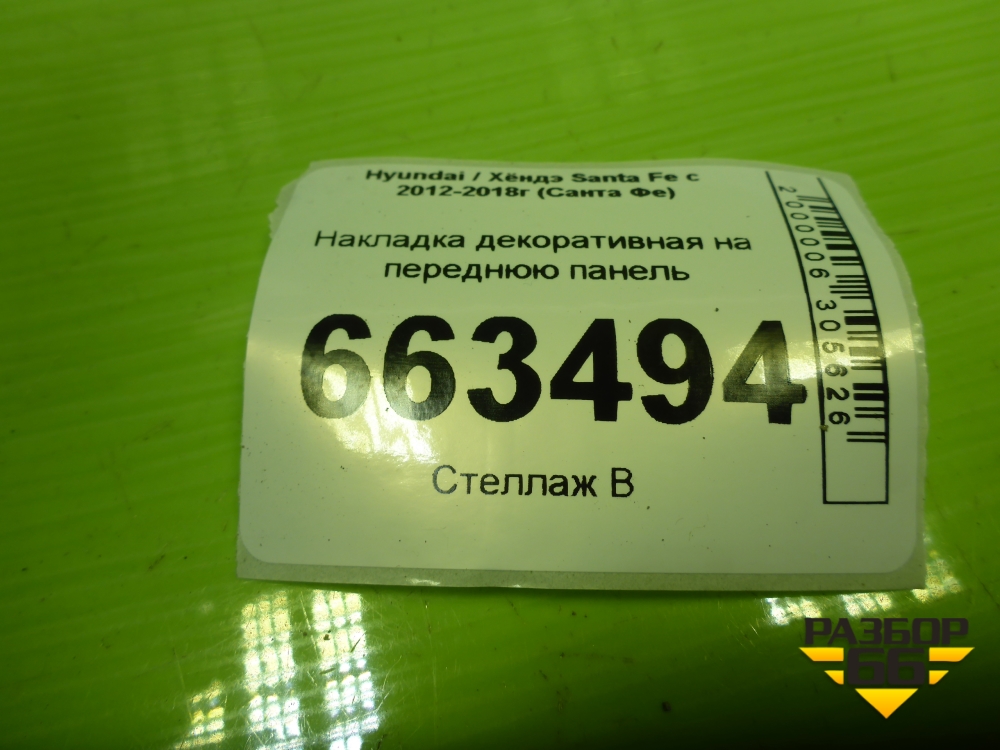 Hyundai / Хёндэ Santa Fe с
2012-2018г (Санта Фе)
Накладка декоративная на
переднюю панель
663494
Стеллаж В
2000006305626
РАЗБОР
66